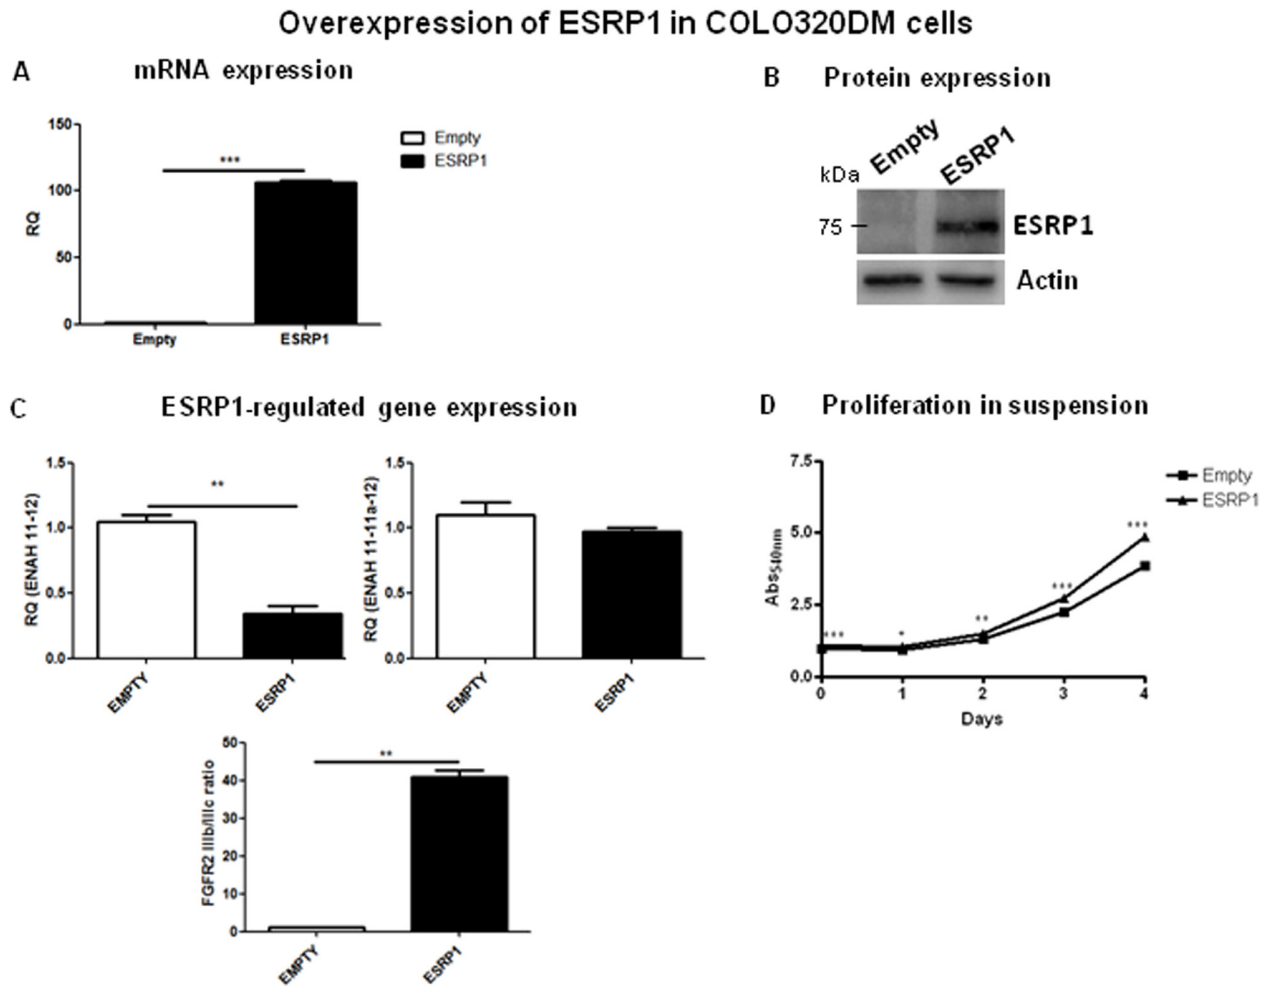 Overexpression of ESRP1 in COLO320DM cells
A mRNA expression
150
100
50
0
RQ
***
Empty ESRP1
Empty
ESRP1
B Protein expression
Empty ESRP1
kDa
75
ESRP1
Actin
C ESRP1-regulated gene expression
1.5
1.0
0.5
0.0
RQ (ENAH 11-12)
**
EMPTY ESRP1
1.5
1.0
0.5
0.0
RQ (ENAH 11-11a-12)
EMPTY ESRP1
50
40
30
20
10
0
FGFR2 IIIb/IIIc ratio
**
EMPTY ESRP1
D Proliferation in suspension
7.5
5.0
2.5
0.0
Abs540nm
*** * ** *** ***
0 1 2 3 4
Days
Empty
ESRP1